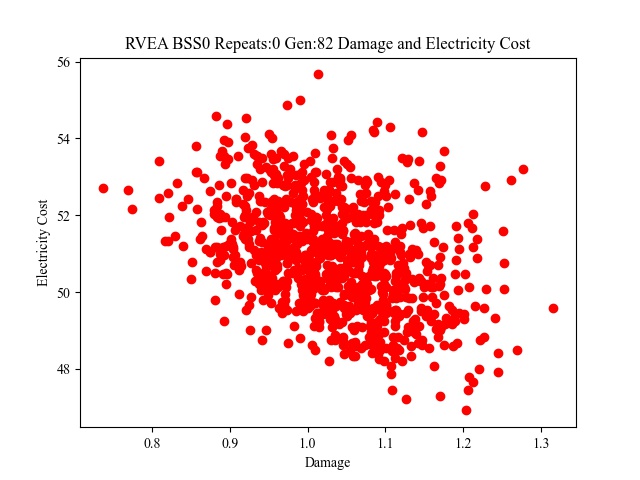 RVEA BSS0 Repeats:0 Gen:82 Damage and Electricity Cost
56
54
52
50
48
Electricity Cost
0.8 0.9 1.0 1.1 1.2 1.3
Damage